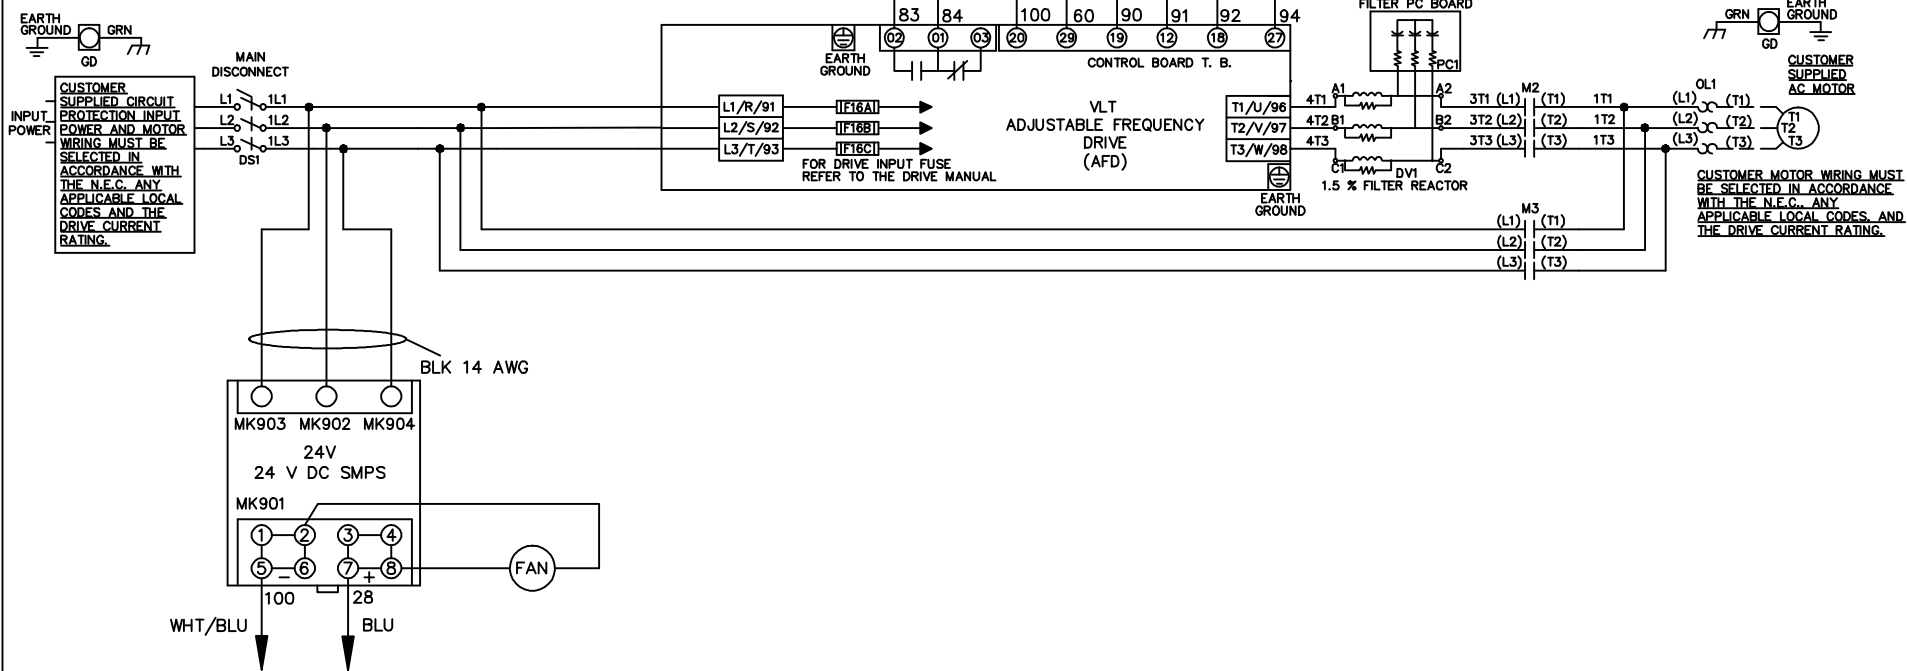 EARTH
GROUND
GRN
GD
MAIN
DISCONNECT
INPUT
POWER
CUSTOMER
SUPPLIED CIRCUIT
PROTECTION INPUT
POWER AND MOTOR
WIRING MUST BE
SELECTED IN
ACCORDANCE WITH
THE N.E.C. ANY
APPLICABLE LOCAL
CODES AND THE
DRIVE CURRENT
RATING.
L1 1L1
L2 1L2
L3 1L3
DS1
83 84 100 60 90 91 92 94
02 01 03 20 29 19 12 18 27
EARTH
GROUND
CONTROL BOARD T. B.
L1/R/91
L2/S/92
L3/T/93
IF16A
IF16B
IF16C
FOR DRIVE INPUT FUSE
REFER TO THE DRIVE MANUAL
VLT
ADJUSTABLE FREQUENCY
DRIVE
(AFD)
T1/U/96
T2/V/97
T3/W/98
EARTH
GROUND
FILTER PC BOARD
PC1
4T1 A1 A2
4T2 B1 B2
4T3 C1 C2
DV1
1.5 % FILTER REACTOR
M2
3T1 (L1) (T1) 1T1
3T2 (L2) (T2) 1T2
3T3 (L3) (T3) 1T3
M3
(L1) (T1)
(L2) (T2)
(L3) (T3)
GRN
EARTH
GROUND
GD
CUSTOMER
SUPPLIED
AC MOTOR
OL1
(L1) (T1)
(L2) (T2)
(L3) (T3)
T1
T2
T3
CUSTOMER MOTOR WIRING MUST
BE SELECTED IN ACCORDANCE
WITH THE N.E.C., ANY
APPLICABLE LOCAL CODES, AND
THE DRIVE CURRENT RATING.
BLK 14 AWG
MK903 MK902 MK904
24V
24 V DC SMPS
MK901
1 2 3 4
5 - 6 7 + 8
FAN
100 28
WHT/BLU BLU